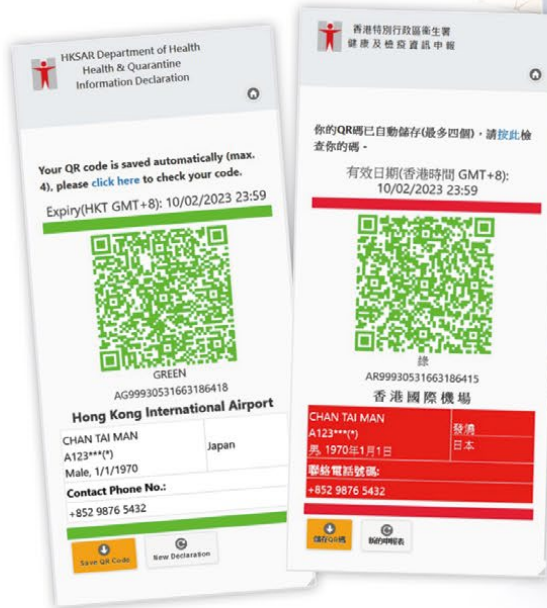 HKSAR Department of Health
Health & Quarantine
Information Declaration
Your QR code is saved automatically (max.
4), please click here to check your code.
Expiry(HKT GMT+8): 10/02/2023 23:59
GREEN
AG99930531663186418
Hong Kong International Airport
CHAN TAI MAN
A123***(*)
Male, 1/1/1970
Japan
Contact Phone No.:
+852 9876 5432
Save QR Code
New Declaration
香港特別行政區衞生署
健康及檢疫資訊申報
你的QR碼已自動儲存(最多四個)，請按此檢
查你的碼。
有效日期(香港時間 GMT+8):
10/02/2023 23:59
綠
AR99930531663186415
香港國際機場
CHAN TAI MAN
A123***(*)
男, 1970年1月1日
發燒
日本
聯絡電話號碼:
+852 9876 5432
儲存QR碼
新的申報表